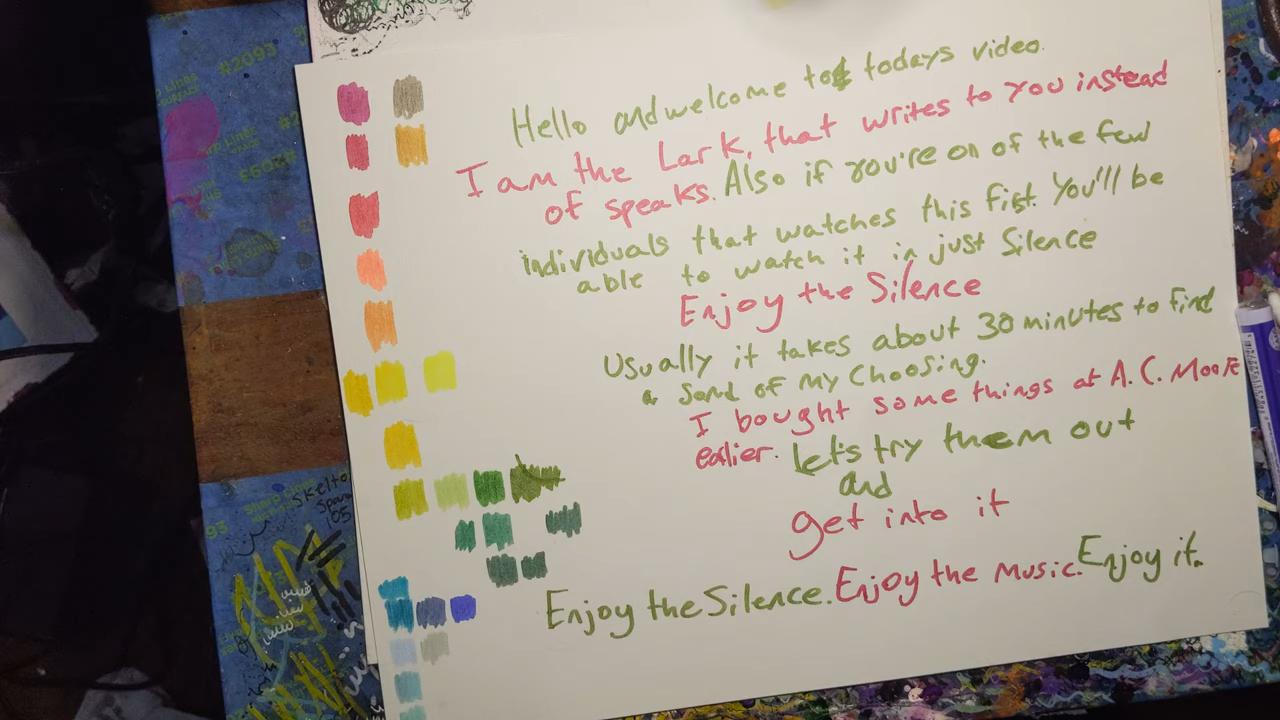 Hello and welcome to todays video.
I am the Lark, that writes to you instead
of speaks. Also if you're on of the few
individuals that watches this fist. You'll be
able to watch it in just Silence
Enjoy the Silence
Usually it takes about 30 minutes to find
a song of my choosing.
I bought some things at A.C. Moore
earlier. Let's try them out
and
get into it
Enjoy the Silence. Enjoy the Music. Enjoy it.
#2093
#2093
Skelto